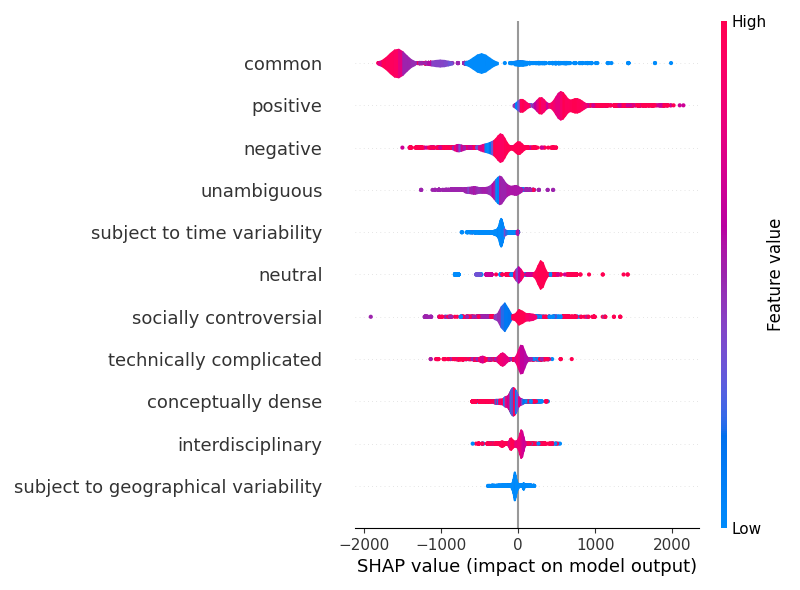 High
common
positive
negative
unambiguous
subject to time variability
neutral
socially controversial
technically complicated
conceptually dense
interdisciplinary
subject to geographical variability
Feature value
Low
−2000 −1000 0 1000 2000
SHAP value (impact on model output)